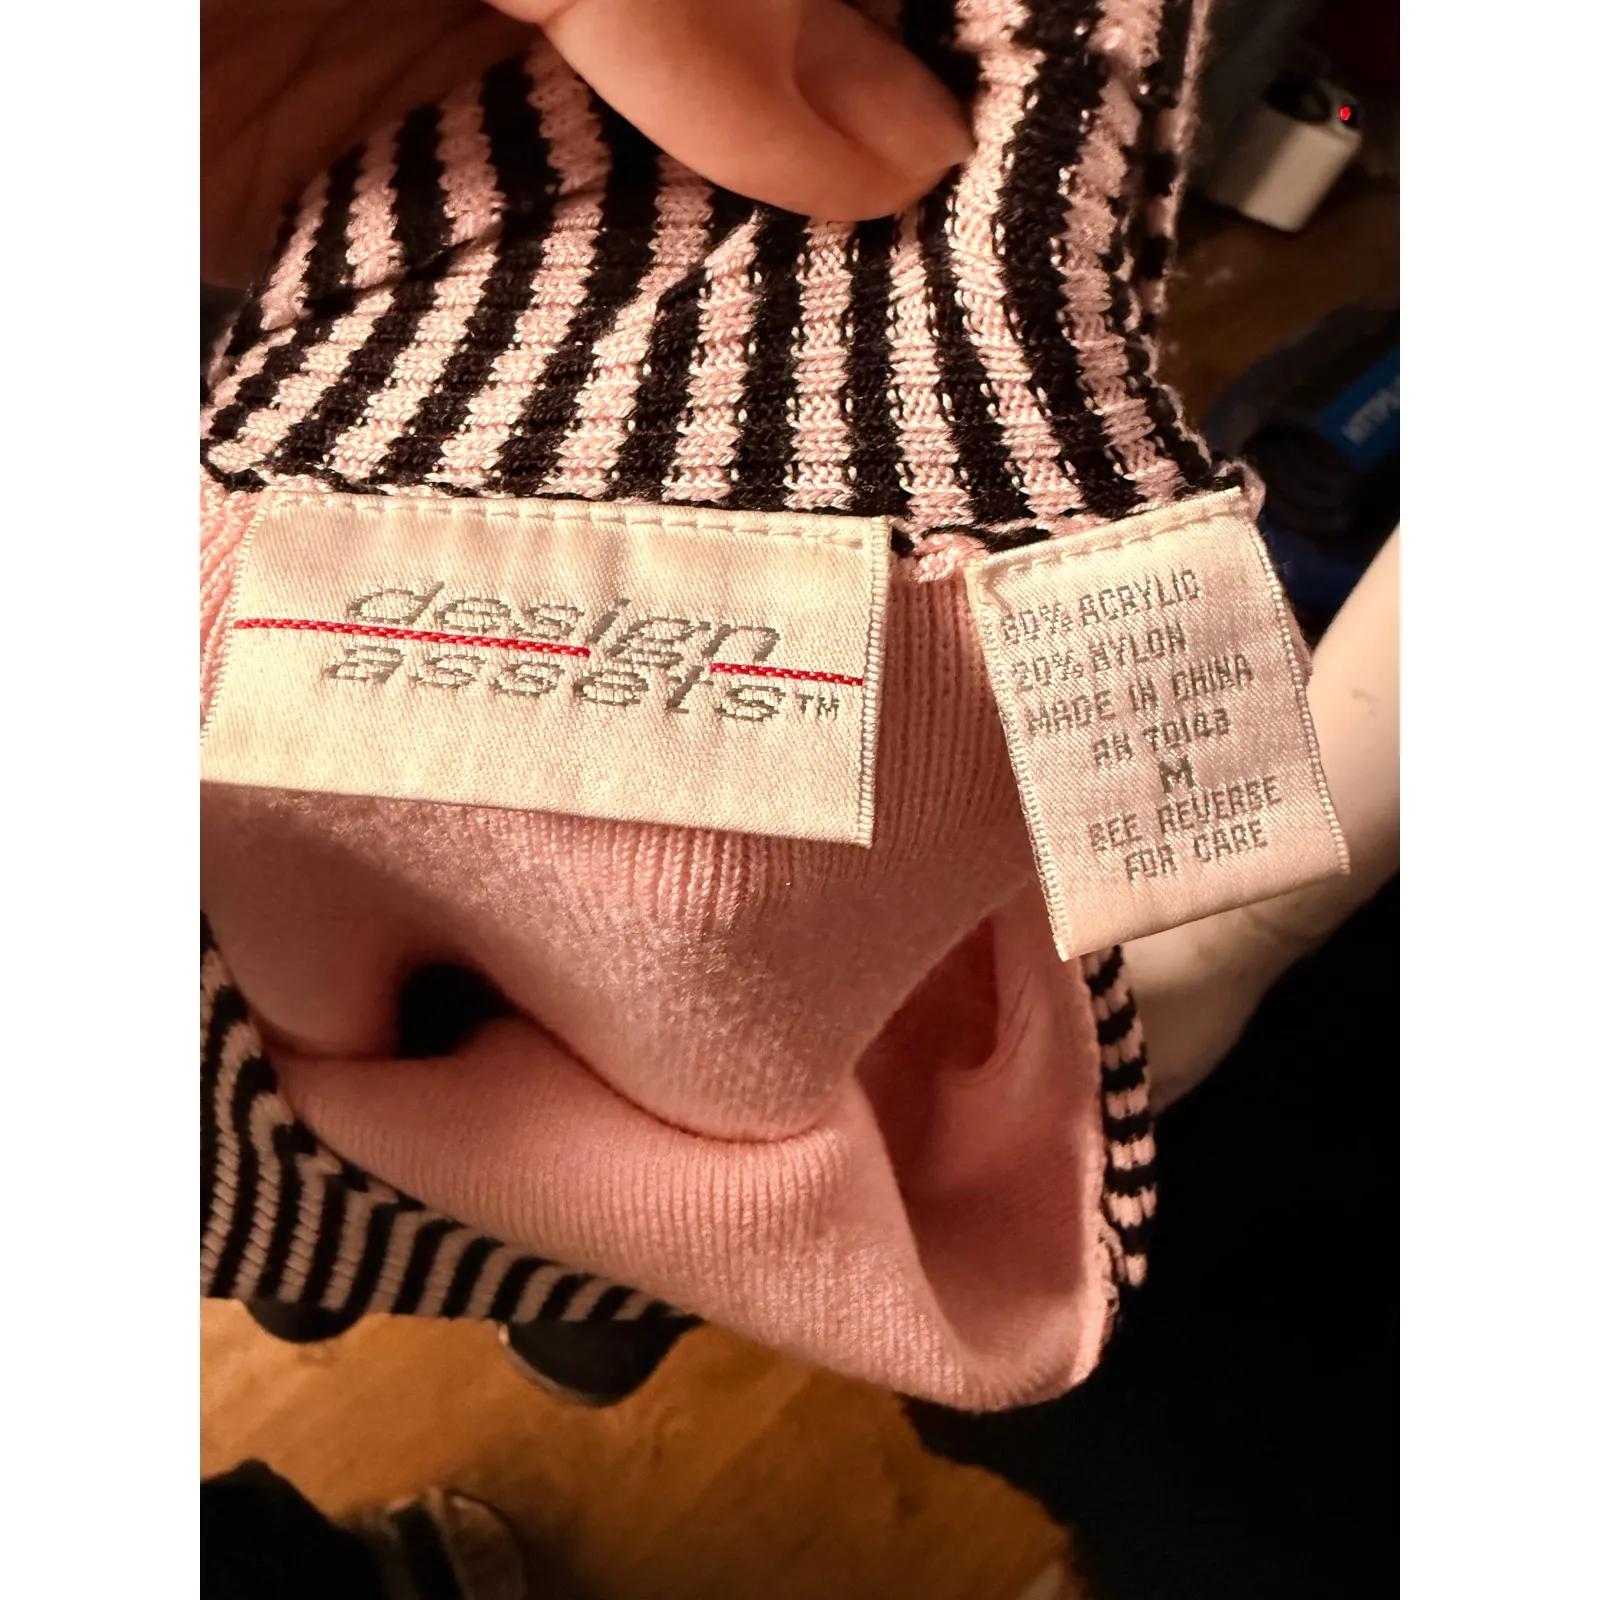 design
assets™
80% ACRYLIC
20% NYLON
MADE IN CHINA
RN 70143
M
SEE REVERSE
FOR CARE